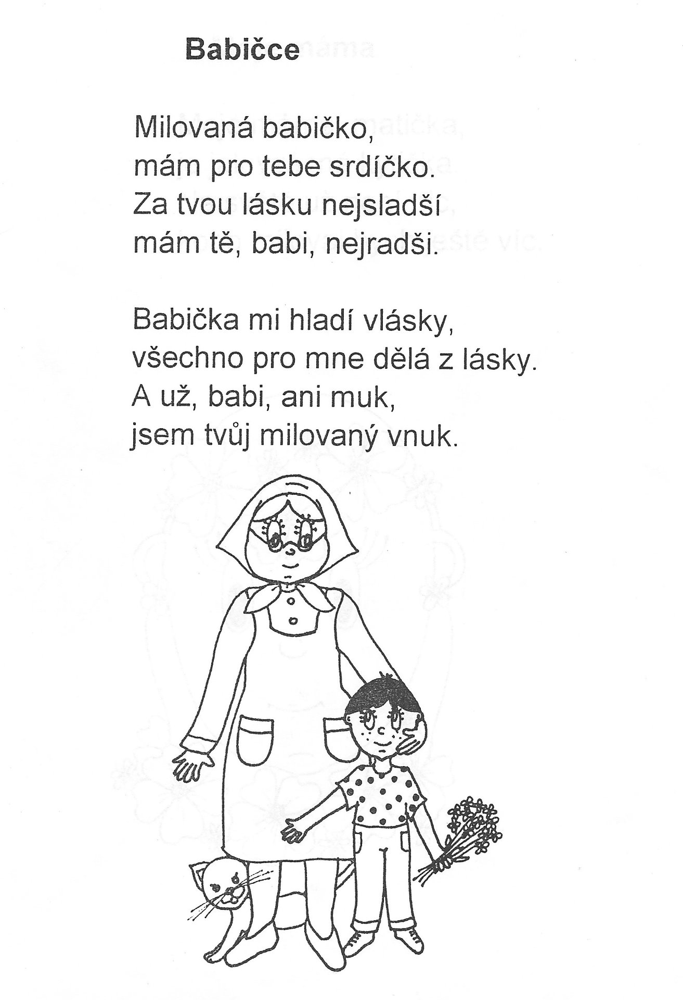 Babičce
Milovaná babičko,
mám pro tebe srdíčko.
Za tvou lásku nejsladší
mám tě, babi, nejradši.
Babička mi hladí vlásky,
všechno pro mne dělá z lásky.
A už, babi, ani muk,
jsem tvůj milovaný vnuk.